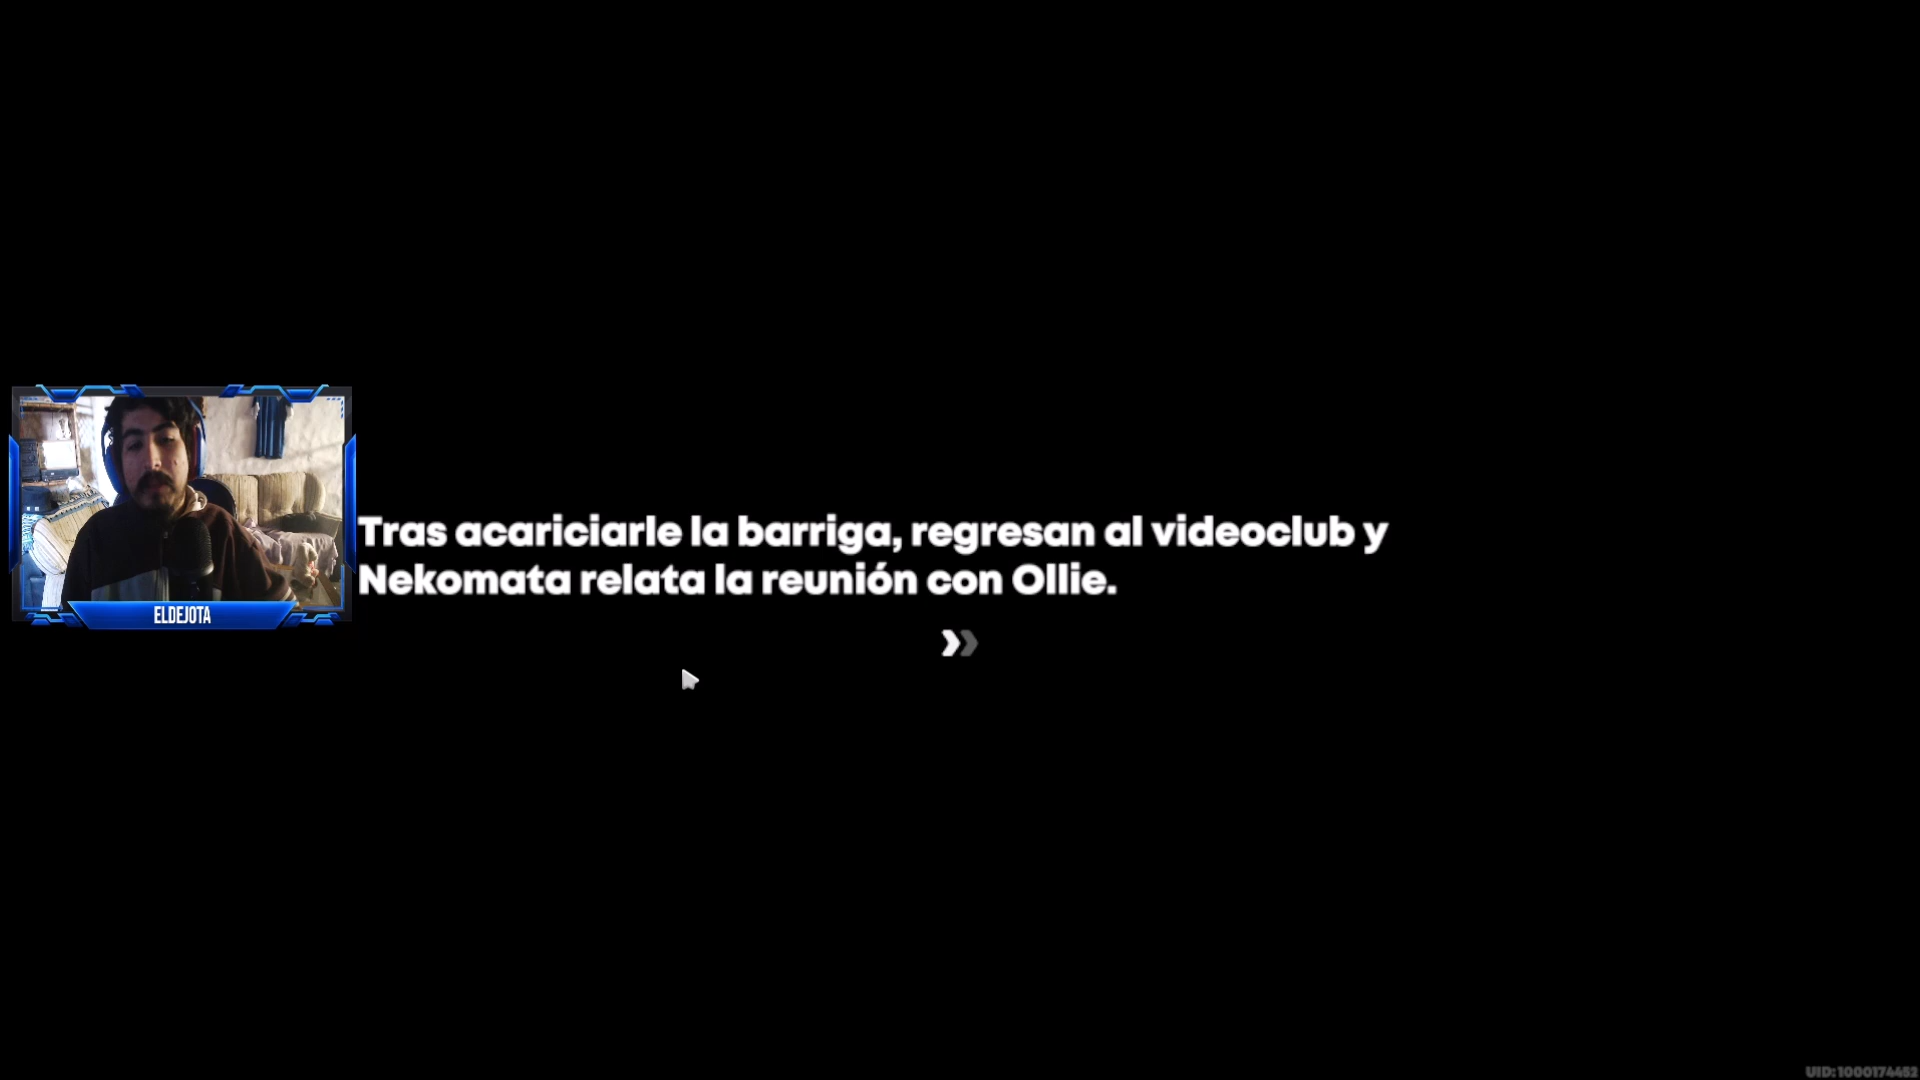 Tras acariciarle la barriga, regresan al videoclub y
Nekomata relata la reunión con Ollie.
ELDEJOTA
UID:1000174452